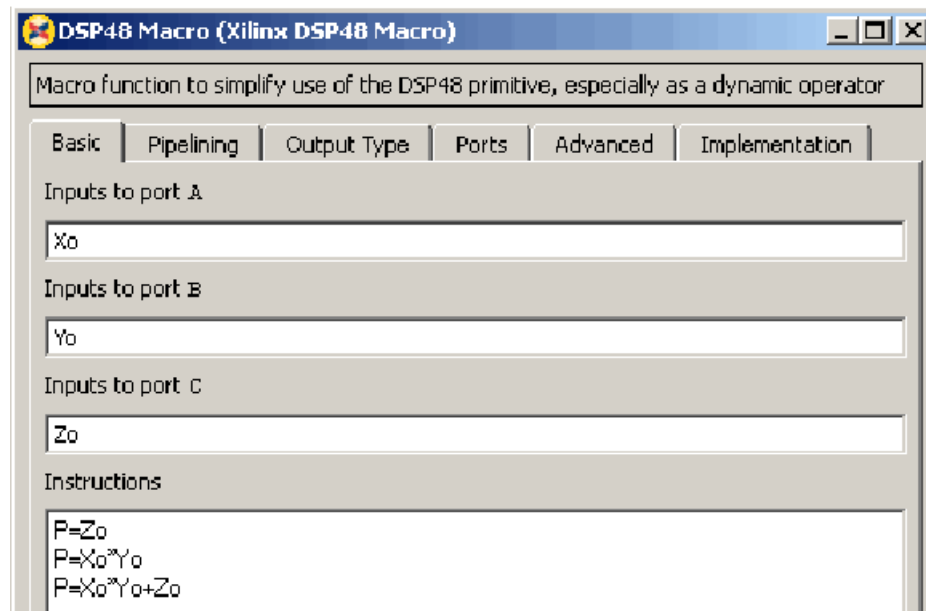 DSP48 Macro (Xilinx DSP48 Macro)
Macro function to simplify use of the DSP48 primitive, especially as a dynamic operator
Basic Pipelining Output Type Ports Advanced Implementation
Inputs to port A
Xo
Inputs to port B
Yo
Inputs to port C
Zo
Instructions
P=Zo
P=Xo*Yo
P=Xo*Yo+Zo